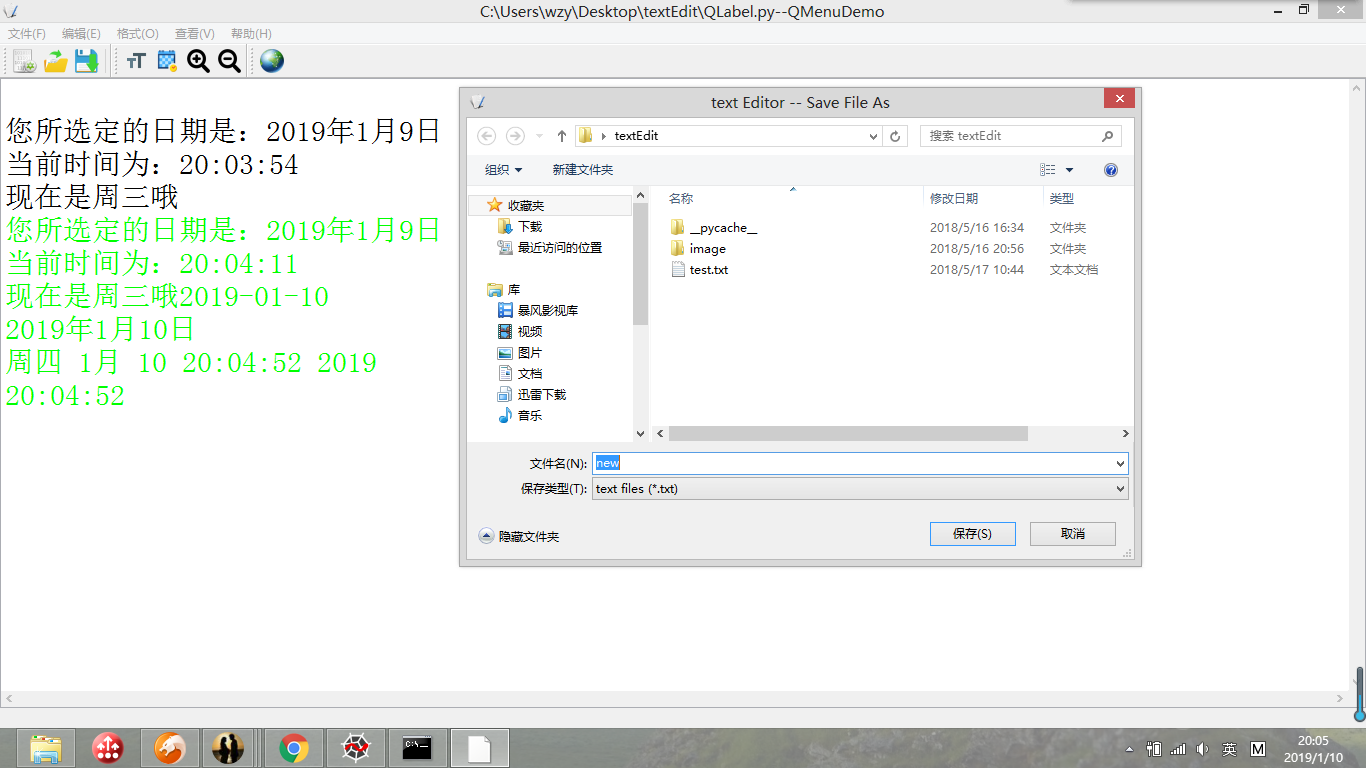 C:\Users\wzy\Desktop\textEdit\QLabel.py--QMenuDemo
文件(F) 编辑(E) 格式(O) 查看(V) 帮助(H)
您所选定的日期是：2019年1月9日
当前时间为：20:03:54
现在是周三哦
您所选定的日期是：2019年1月9日
当前时间为：20:04:11
现在是周三哦2019-01-10
2019年1月10日
周四 1月 10 20:04:52 2019
20:04:52
text Editor -- Save File As
textEdit
搜索 textEdit
组织 新建文件夹
收藏夹
下载
最近访问的位置
库
暴风影视库
视频
图片
文档
迅雷下载
音乐
名称 修改日期 类型
__pycache__ 2018/5/16 16:34 文件夹
image 2018/5/16 20:56 文件夹
test.txt 2018/5/17 10:44 文本文档
文件名(N): new
保存类型(T): text files (*.txt)
隐藏文件夹 保存(S) 取消
C:\_
英 M
20:05
2019/1/10